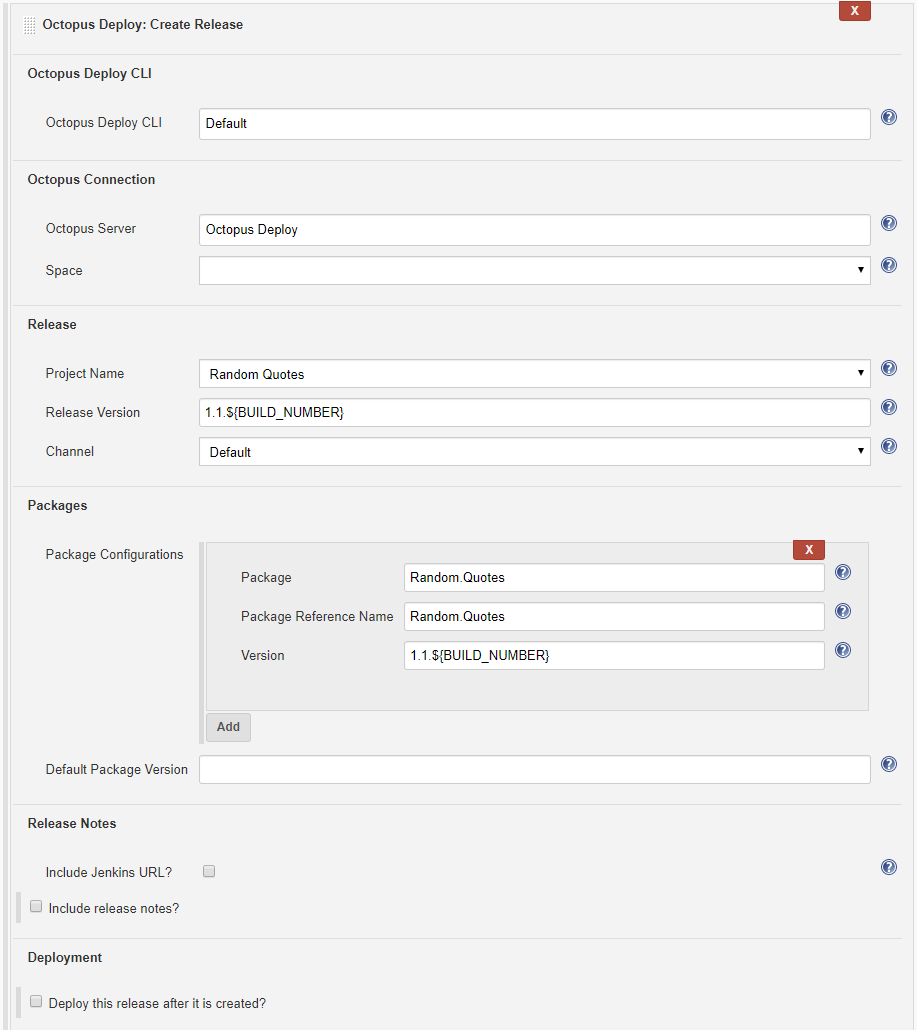 Octopus Deploy: Create Release
X
Octopus Deploy CLI
Octopus Deploy CLI
Default
?
Octopus Connection
Octopus Server
Octopus Deploy
?
Space
?
Release
Project Name
Random Quotes
?
Release Version
1.1.${BUILD_NUMBER}
?
Channel
Default
?
Packages
Package Configurations
X
Package
Random.Quotes
?
Package Reference Name
Random.Quotes
?
Version
1.1.${BUILD_NUMBER}
?
Add
Default Package Version
?
Release Notes
Include Jenkins URL?
?
Include release notes?
Deployment
Deploy this release after it is created?